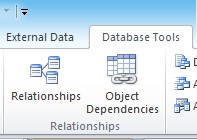 External Data
Database Tools
Relationships
Object
Dependencies
Relationships